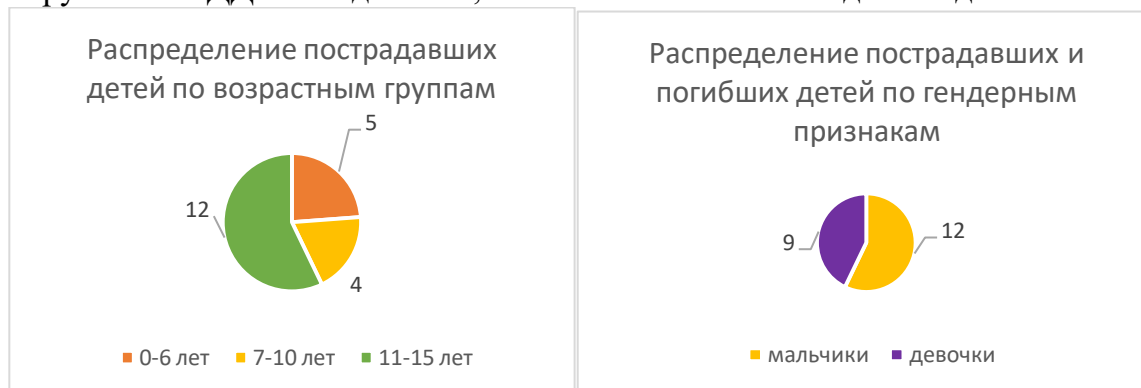 Распределение пострадавших
детей по возрастным группам
5
12
4
0-6 лет 7-10 лет 11-15 лет
Распределение пострадавших и
погибших детей по гендерным
признакам
9
12
мальчики девочки